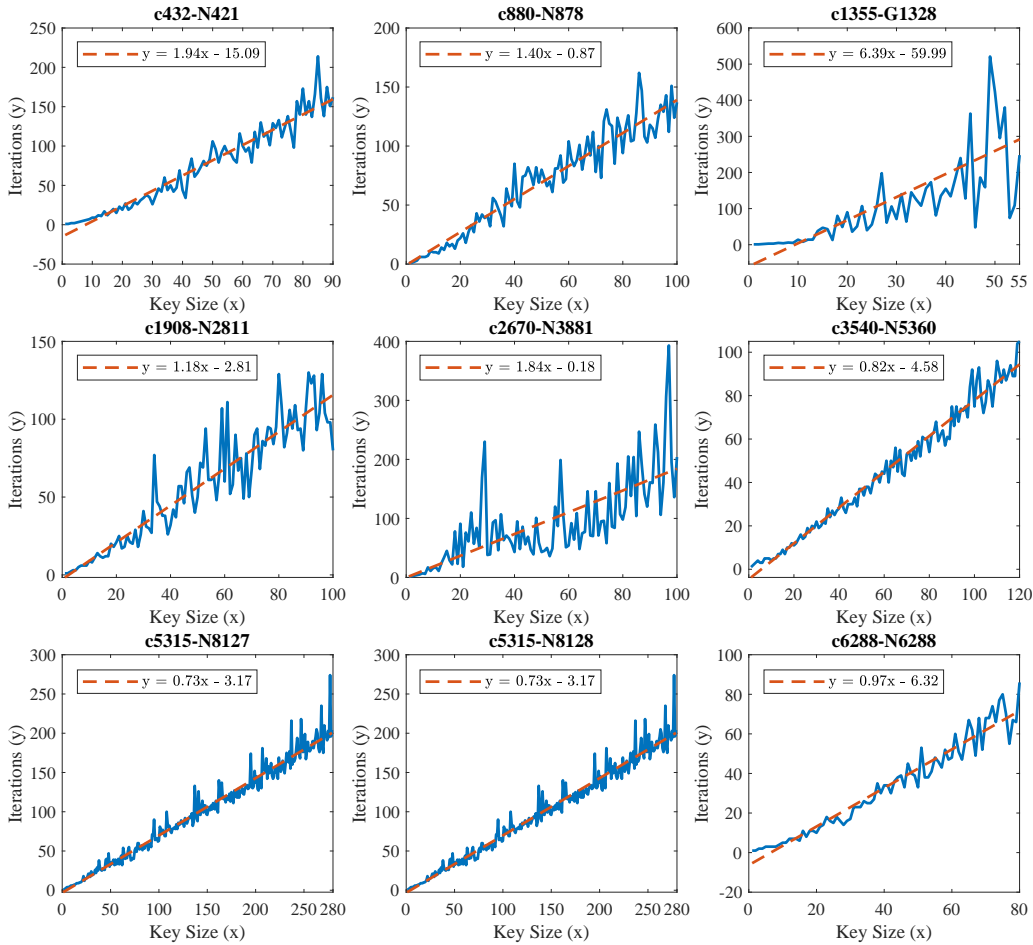 c432-N421
y = 1.94x - 15.09
Iterations (y)
250
200
150
100
50
0
-50
10 20 30 40 50 60 70 80 90
Key Size (x)
c880-N878
y = 1.40x - 0.87
Iterations (y)
200
150
100
50
0
0 20 40 60 80 100
Key Size (x)
c1355-G1328
y = 6.39x - 59.99
Iterations (y)
600
500
400
300
200
100
0
10 20 30 40 50 55
Key Size (x)
c1908-N2811
y = 1.18x - 2.81
Iterations (y)
150
100
50
0
0 20 40 60 80 100
Key Size (x)
c2670-N3881
y = 1.84x - 0.18
Iterations (y)
400
300
200
100
0
0 20 40 60 80 100
Key Size (x)
c3540-N5360
y = 0.82x - 4.58
Iterations (y)
100
80
60
40
20
0
0 20 40 60 80 100 120
Key Size (x)
c5315-N8127
y = 0.73x - 3.17
Iterations (y)
300
250
200
150
100
50
0
0 50 100 150 200 250 280
Key Size (x)
c5315-N8128
y = 0.73x - 3.17
Iterations (y)
300
250
200
150
100
50
0
0 50 100 150 200 250 280
Key Size (x)
c6288-N6288
y = 0.97x - 6.32
Iterations (y)
100
80
60
40
20
0
-20
0 20 40 60 80
Key Size (x)